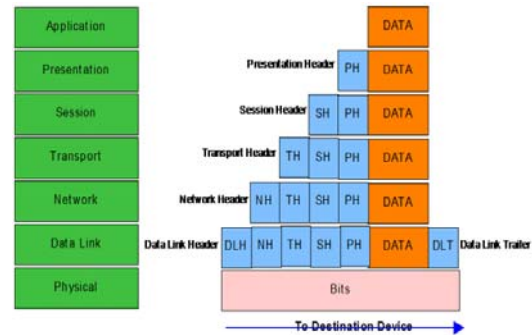 Application DATA
Presentation Presentation Header PH DATA
Session Session Header SH PH DATA
Transport Transport Header TH SH PH DATA
Network Network Header NH TH SH PH DATA
Data Link Data Link Header DLH NH TH SH PH DATA DLT Data Link Trailer
Physical Bits
To Destination Device